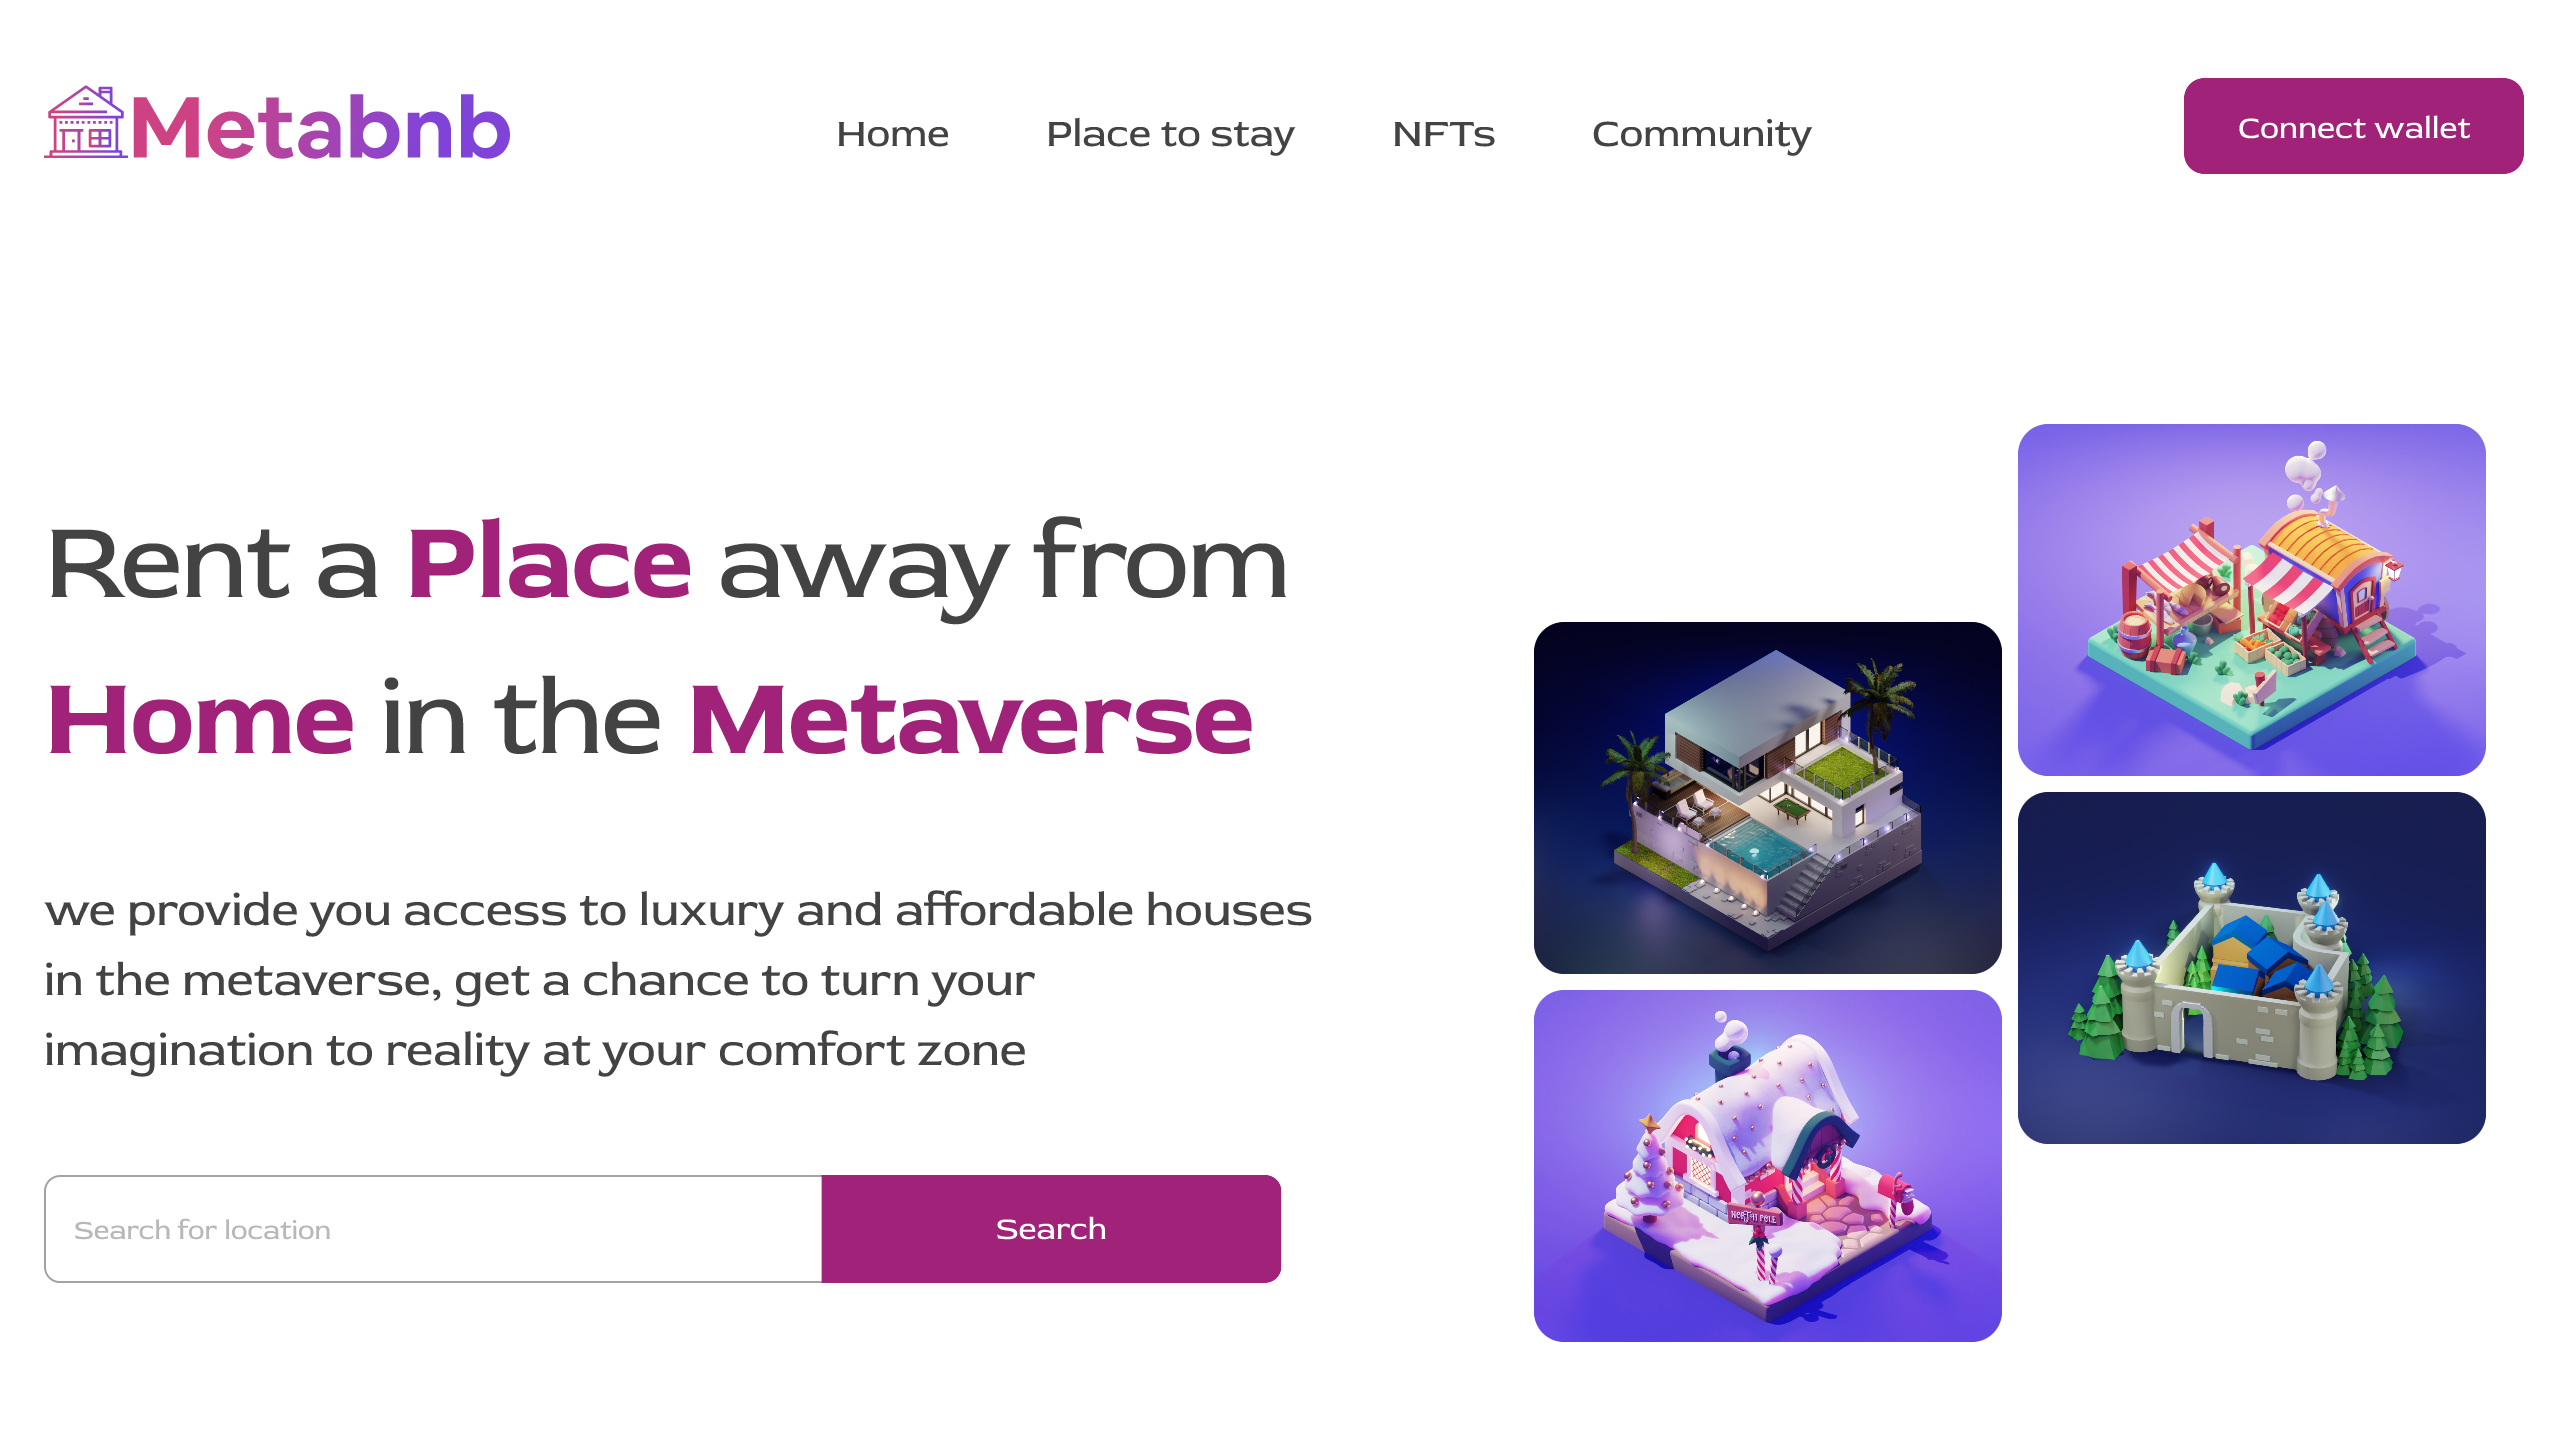 Metabnb
Home
Place to stay
NFTs
Community
Connect wallet
Rent a Place away from
Home in the Metaverse
we provide you access to luxury and affordable houses
in the metaverse, get a chance to turn your
imagination to reality at your comfort zone
Search for location
Search
NORTH POLE